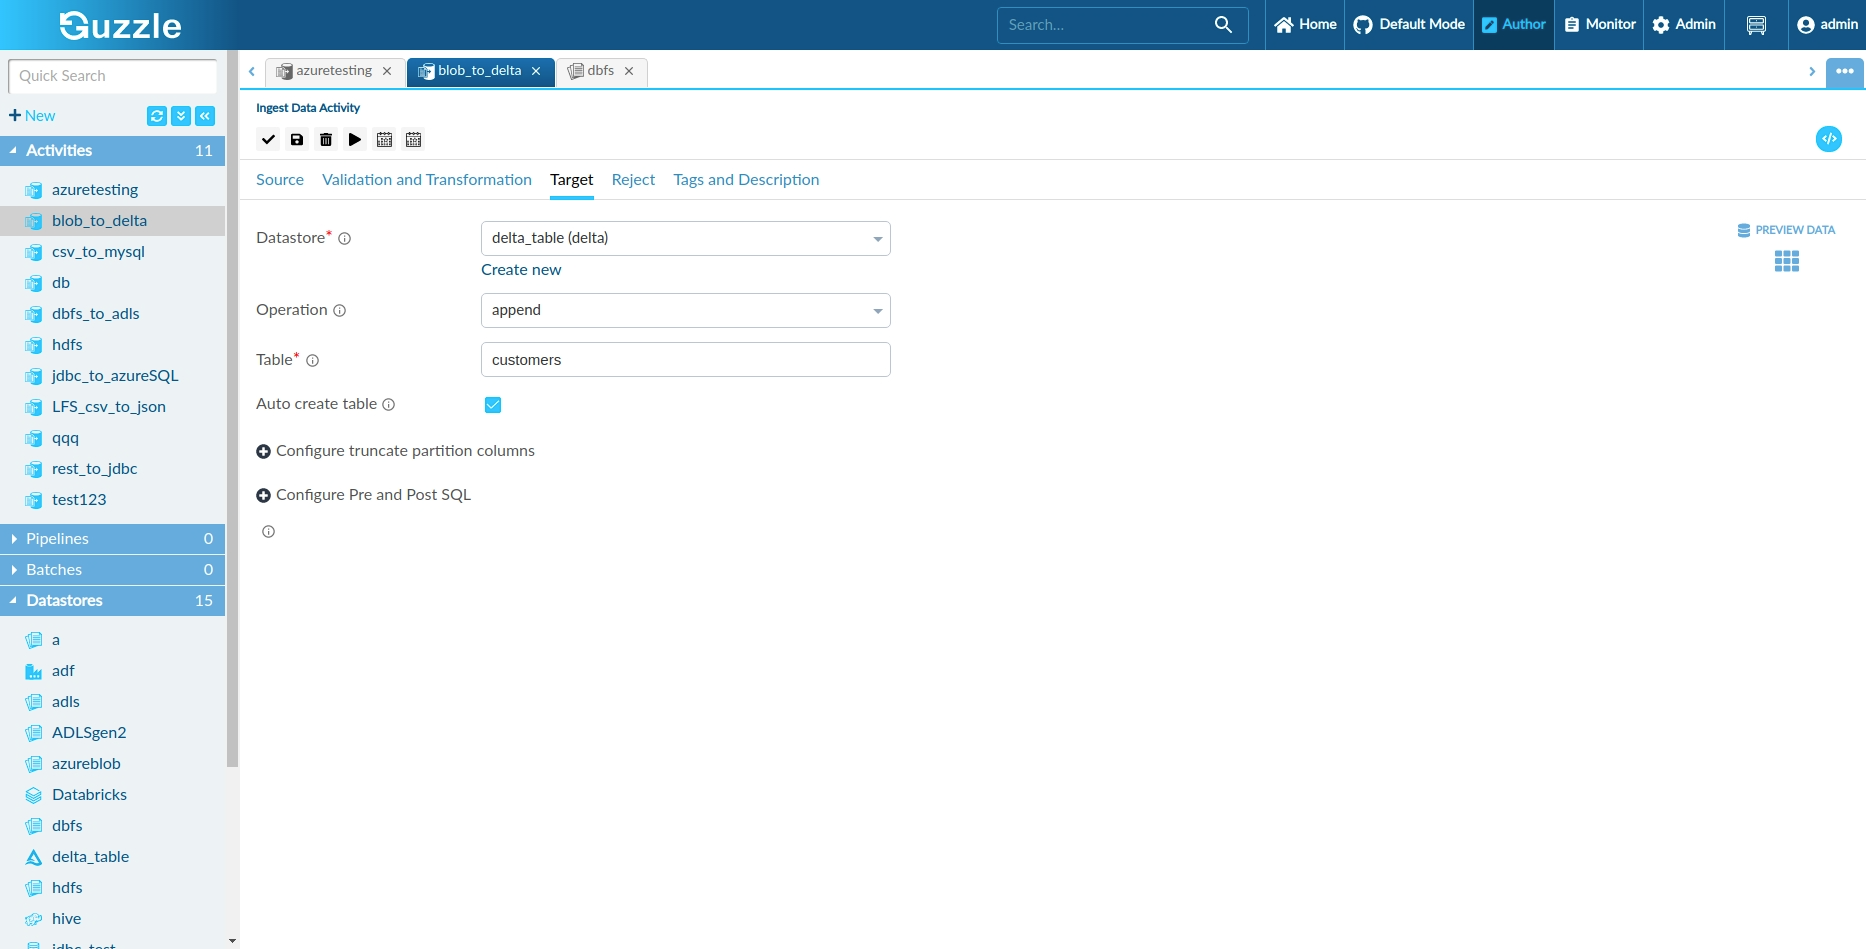 Guzzle
Search...
Home
Default Mode
Author
Monitor
Admin
admin
Quick Search
New
Activities 11
azuretesting
blob_to_delta
csv_to_mysql
db
dbfs_to_adls
hdfs
jdbc_to_azureSQL
LFS_csv_to_json
qqq
rest_to_jdbc
test123
Pipelines 0
Batches 0
Datastores 15
a
adf
adls
ADLSgen2
azureblob
Databricks
dbfs
delta_table
hdfs
hive
jdbc_test
azuretesting
blob_to_delta
dbfs
Ingest Data Activity
Source Validation and Transformation Target Reject Tags and Description
Datastore* delta_table (delta)
Create new
PREVIEW DATA
Operation append
Table* customers
Auto create table
Configure truncate partition columns
Configure Pre and Post SQL